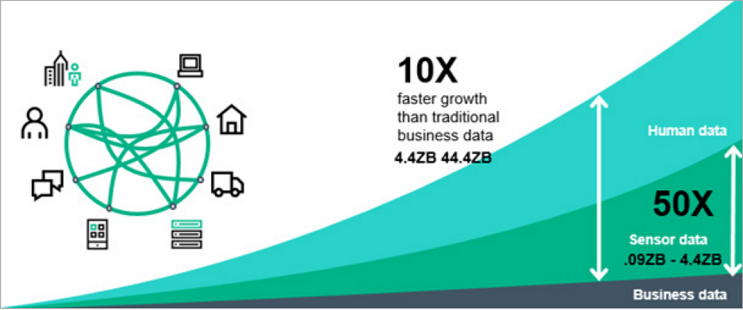 10X
faster growth
than traditional
business data
4.4ZB 44.4ZB
Human data
50X
Sensor data
.09ZB - 4.4ZB
Business data